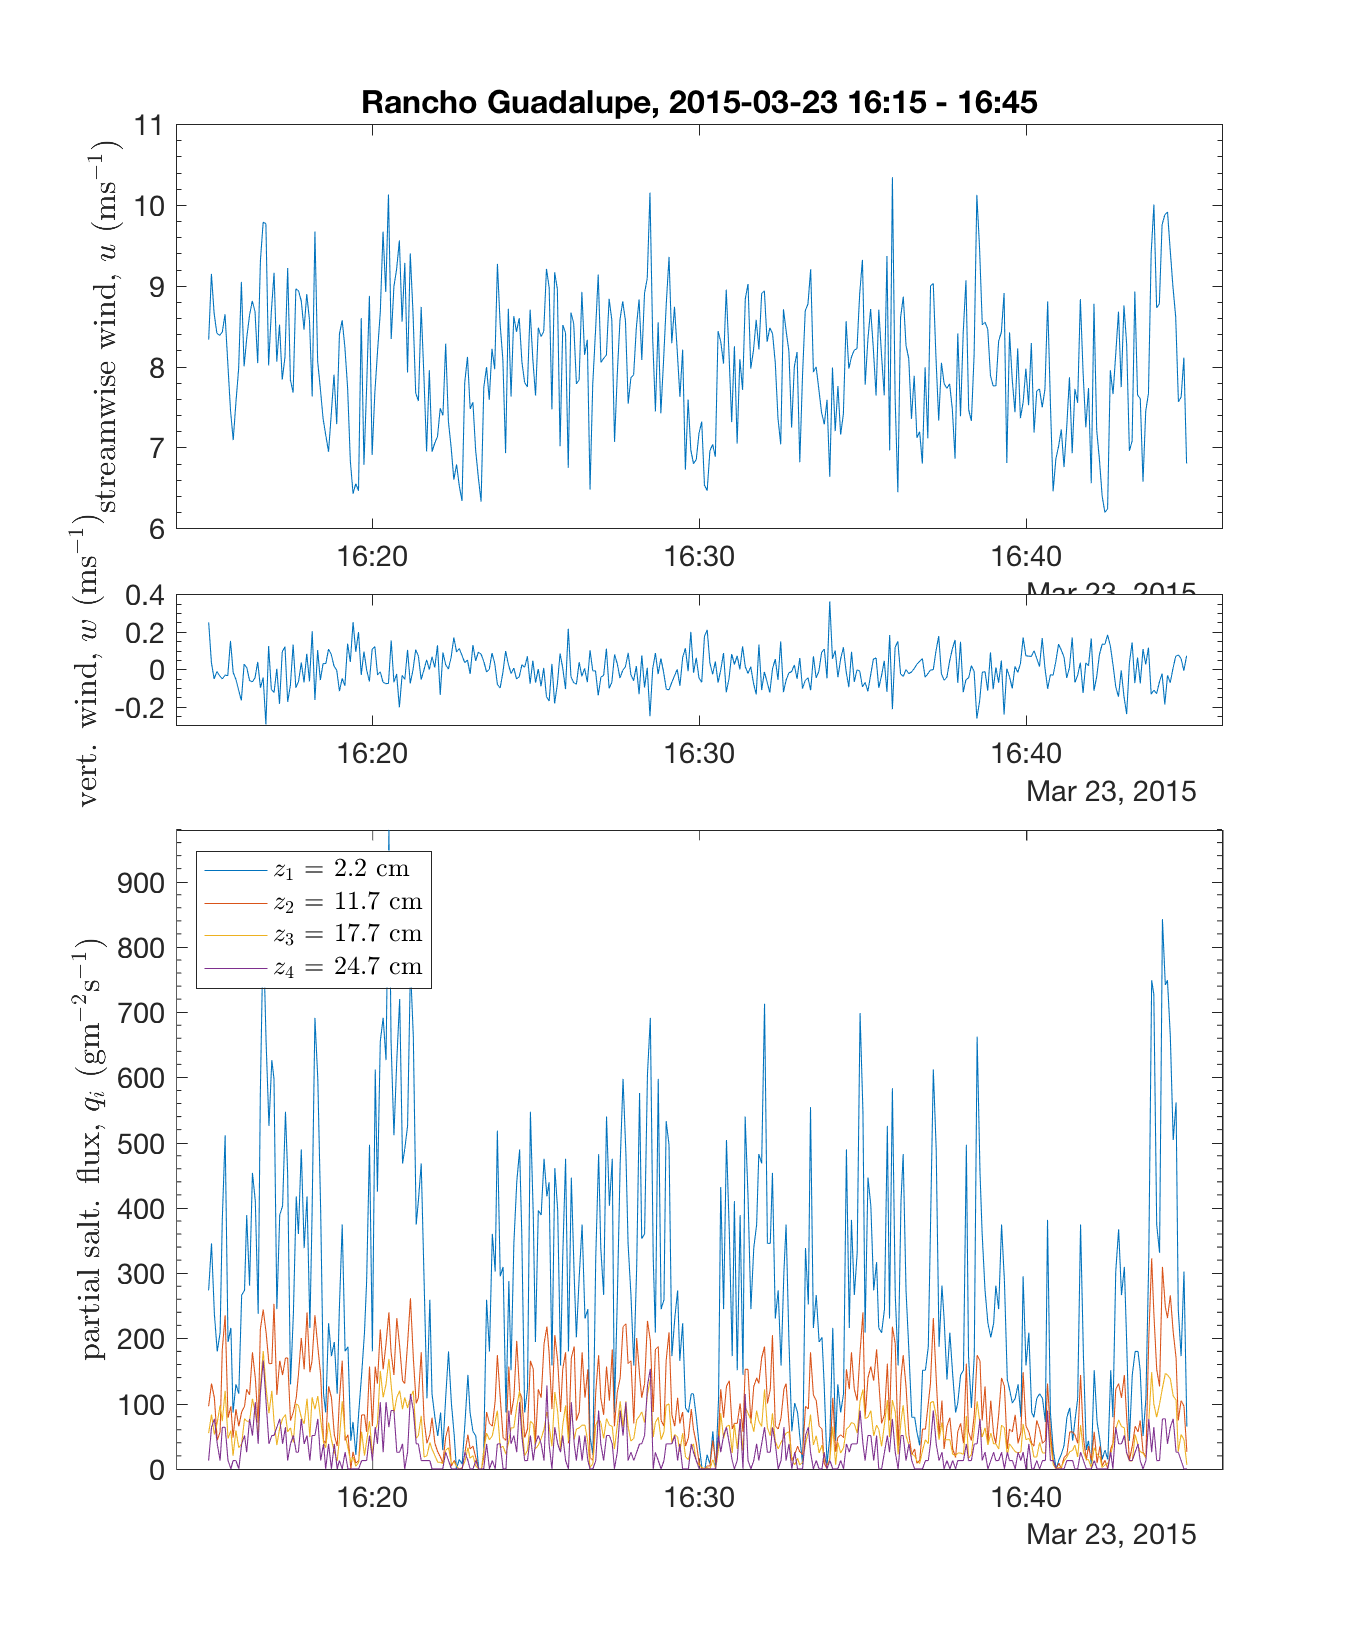 Rancho Guadalupe, 2015-03-23 16:15 - 16:45
streamwise wind, u (ms⁻¹)
11
10
9
8
7
6
16:20 16:30 16:40
Mar 23, 2015
vert. wind, w (ms⁻¹)
0.4
0.2
0
-0.2
16:20 16:30 16:40
Mar 23, 2015
partial salt. flux, qᵢ (gm⁻²s⁻¹)
z₁ = 2.2 cm
z₂ = 11.7 cm
z₃ = 17.7 cm
z₄ = 24.7 cm
900
800
700
600
500
400
300
200
100
0
16:20 16:30 16:40
Mar 23, 2015